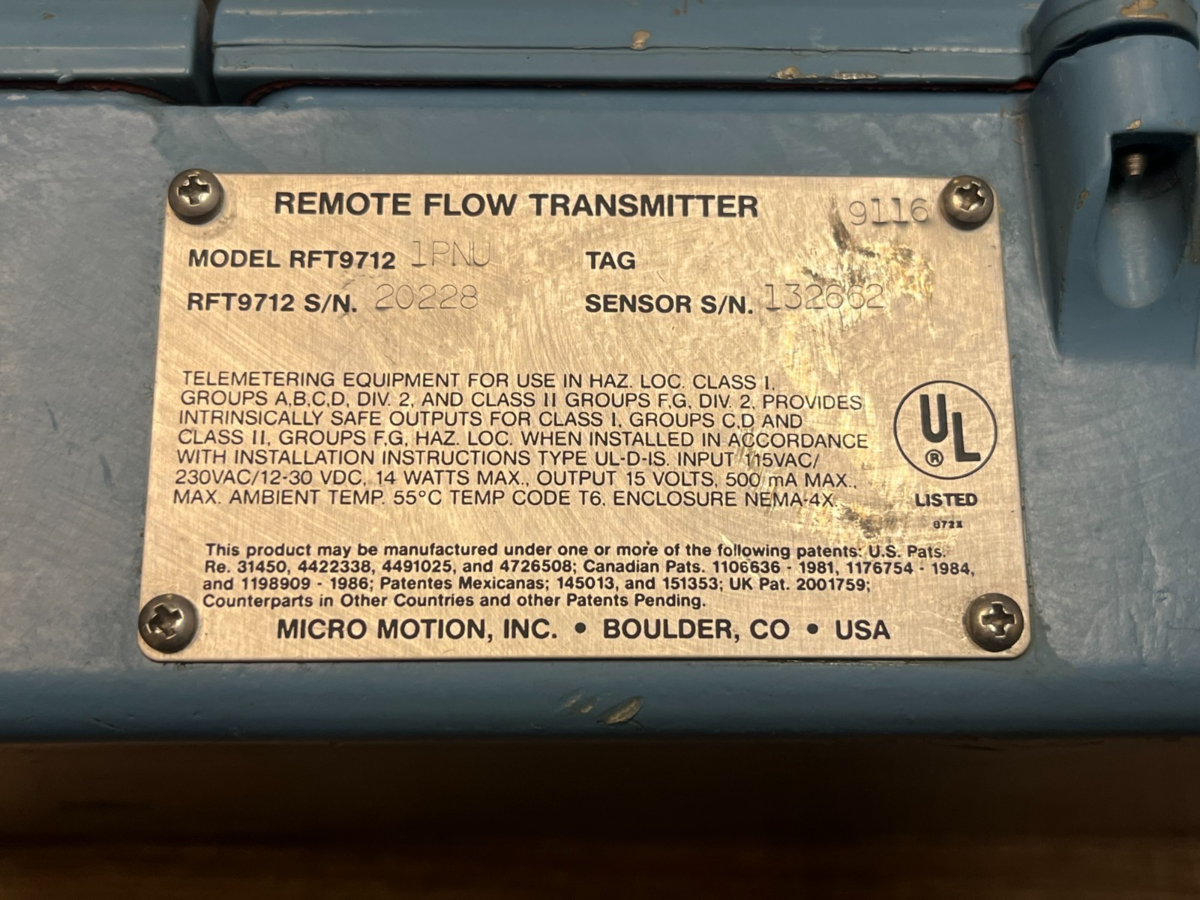 REMOTE FLOW TRANSMITTER 9116
MODEL RFT9712 1PNU TAG
RFT9712 S/N. 20228 SENSOR S/N. 132662
TELEMETERING EQUIPMENT FOR USE IN HAZ. LOC. CLASS I,
GROUPS A,B,C,D, DIV. 2, AND CLASS II GROUPS F,G, DIV. 2. PROVIDES
INTRINSICALLY SAFE OUTPUTS FOR CLASS I, GROUPS C,D AND
CLASS II, GROUPS F,G, HAZ. LOC. WHEN INSTALLED IN ACCORDANCE
WITH INSTALLATION INSTRUCTIONS TYPE UL-D-IS. INPUT 115VAC/
230VAC/12-30 VDC, 14 WATTS MAX., OUTPUT 15 VOLTS, 500 mA MAX.,
MAX. AMBIENT TEMP. 55°C TEMP CODE T6, ENCLOSURE NEMA-4X.
UL
®
LISTED
972X
This product may be manufactured under one or more of the following patents: U.S. Pats.
Re. 31450, 4422338, 4491025, and 4726508; Canadian Pats. 1106636 - 1981, 1176754 - 1984,
and 1198909 - 1986; Patentes Mexicanas; 145013, and 151353; UK Pat. 2001759;
Counterparts in Other Countries and other Patents Pending.
MICRO MOTION, INC. • BOULDER, CO • USA